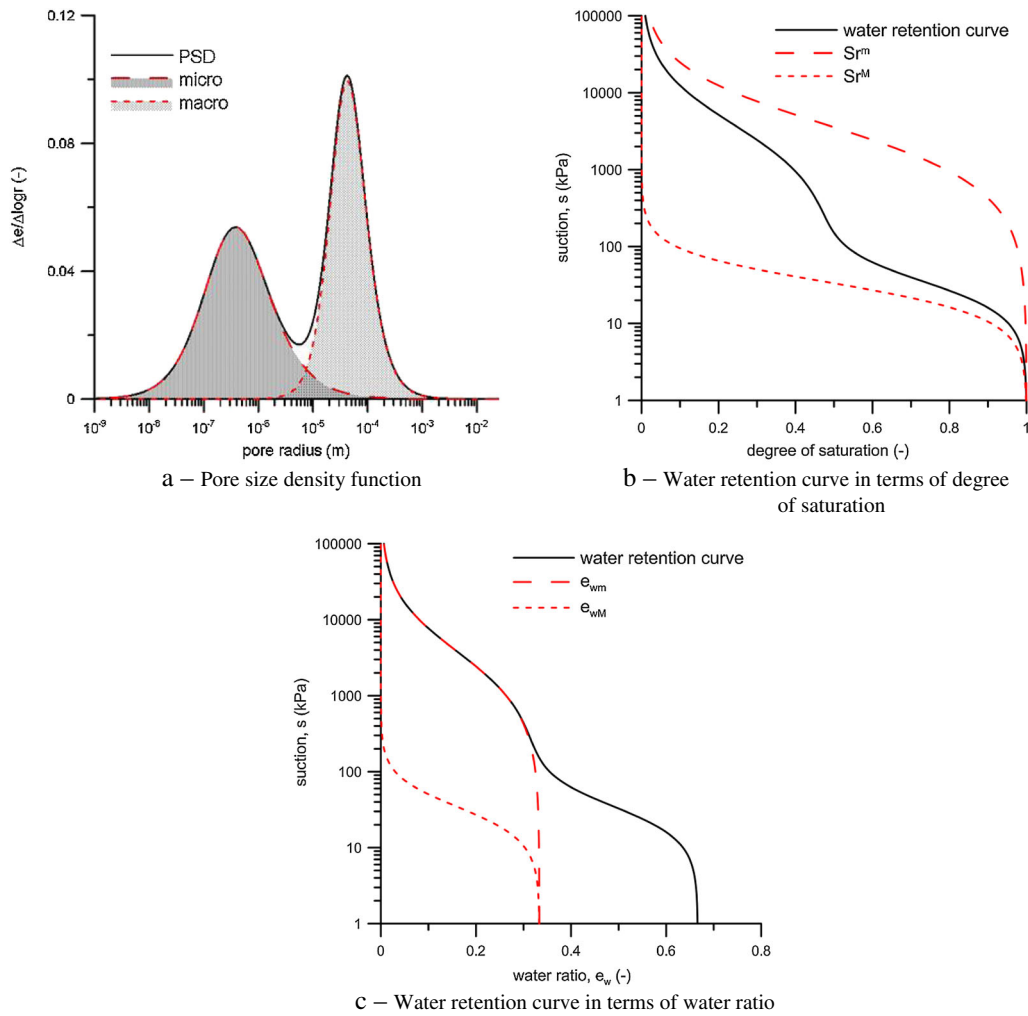 0.12
0.08
0.04
0
Δe/Δlogr (-)
PSD
micro
macro
10⁻⁹ 10⁻⁸ 10⁻⁷ 10⁻⁶ 10⁻⁵ 10⁻⁴ 10⁻³ 10⁻²
pore radius (m)
a – Pore size density function
100000
10000
1000
100
10
1
suction, s (kPa)
water retention curve
Srᵐ
Srᴹ
0 0.2 0.4 0.6 0.8 1
degree of saturation (-)
b – Water retention curve in terms of degree
of saturation
100000
10000
1000
100
10
1
suction, s (kPa)
water retention curve
e_wm
e_wM
0 0.2 0.4 0.6 0.8
water ratio, e_w (-)
c – Water retention curve in terms of water ratio